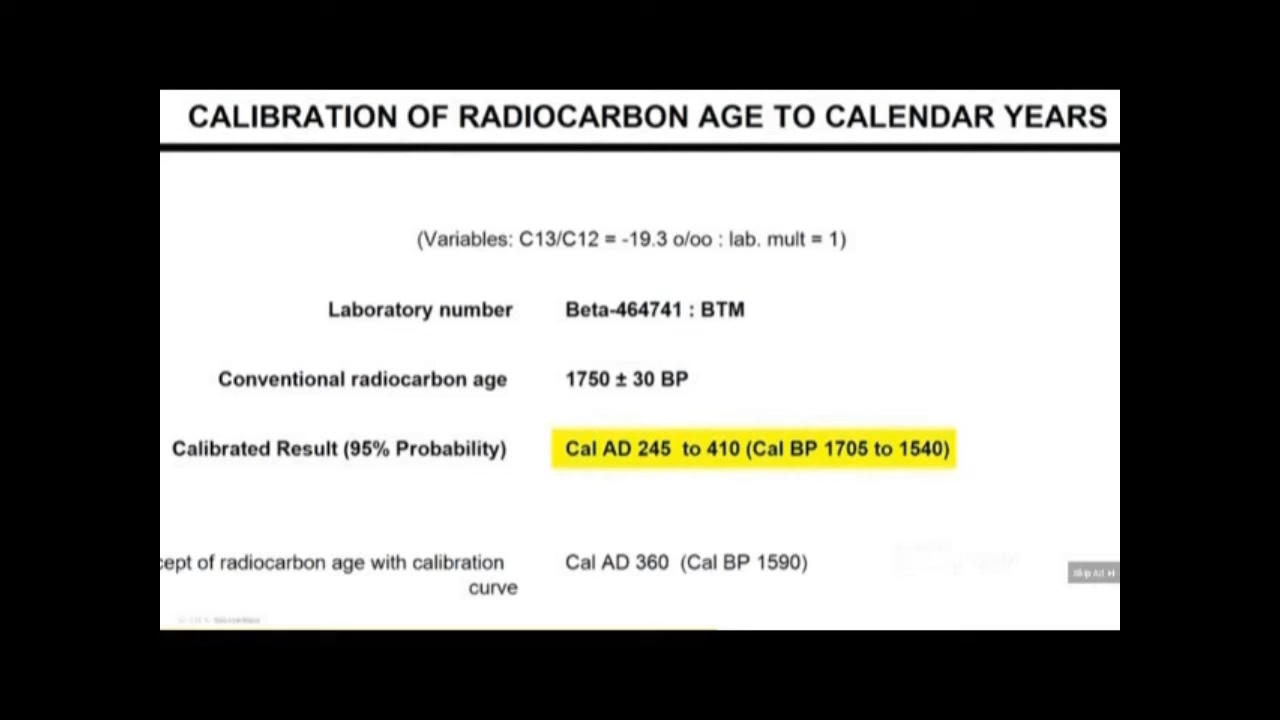 CALIBRATION OF RADIOCARBON AGE TO CALENDAR YEARS
(Variables: C13/C12 = -19.3 o/oo : lab. mult = 1)
Laboratory number Beta-464741 : BTM
Conventional radiocarbon age 1750 ± 30 BP
Calibrated Result (95% Probability) Cal AD 245 to 410 (Cal BP 1705 to 1540)
cept of radiocarbon age with calibration Cal AD 360 (Cal BP 1590)
curve
Skip Ad